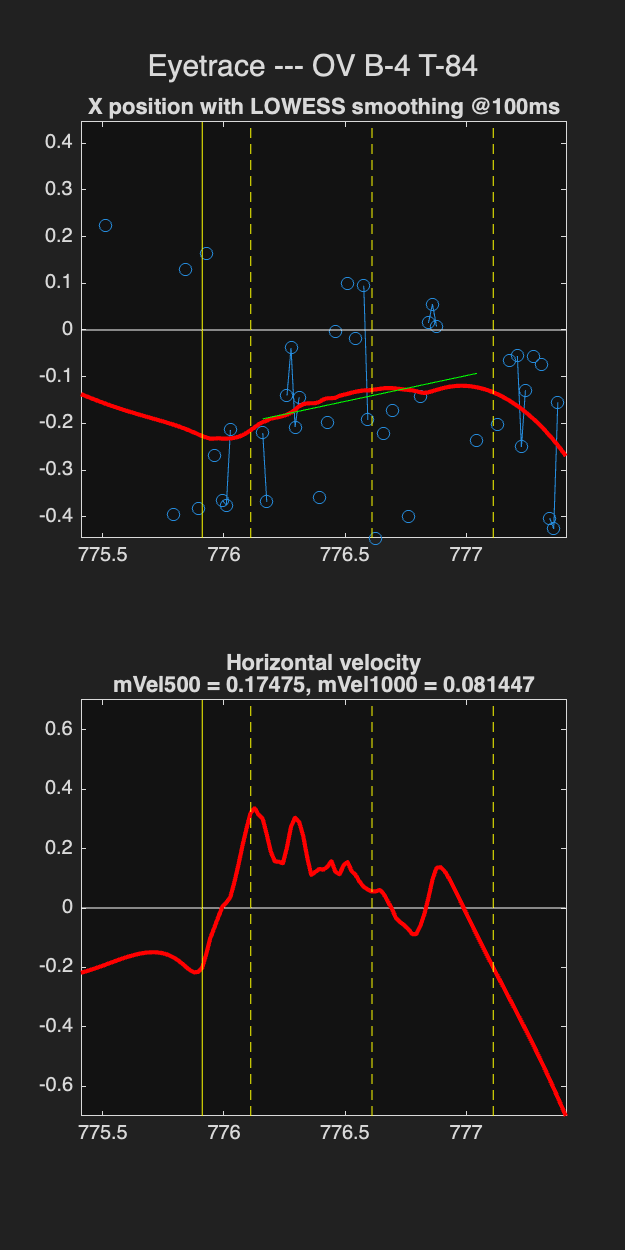 Eyetrace --- OV B-4 T-84
X position with LOWESS smoothing @100ms
0.4
0.3
0.2
0.1
0
-0.1
-0.2
-0.3
-0.4
775.5 776 776.5 777
Horizontal velocity
mVel500 = 0.17475, mVel1000 = 0.081447
0.6
0.4
0.2
0
-0.2
-0.4
-0.6
775.5 776 776.5 777